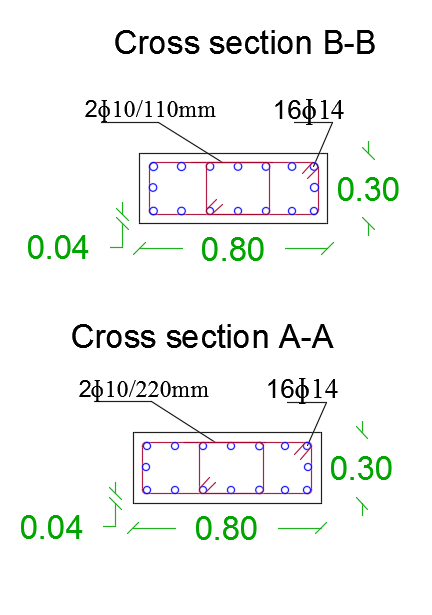 Cross section B-B
2ϕ10/110mm 16ϕ14
0.30
0.04 0.80
Cross section A-A
2ϕ10/220mm 16ϕ14
0.30
0.04 0.80